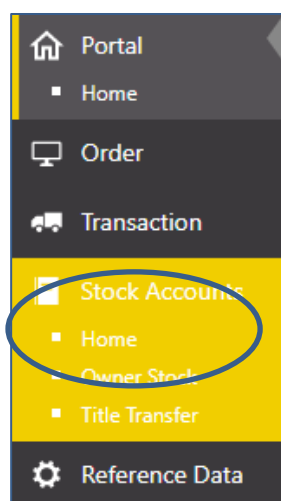 Portal
Home
Order
Transaction
Stock Accounts
Home
Owner Stock
Title Transfer
Reference Data